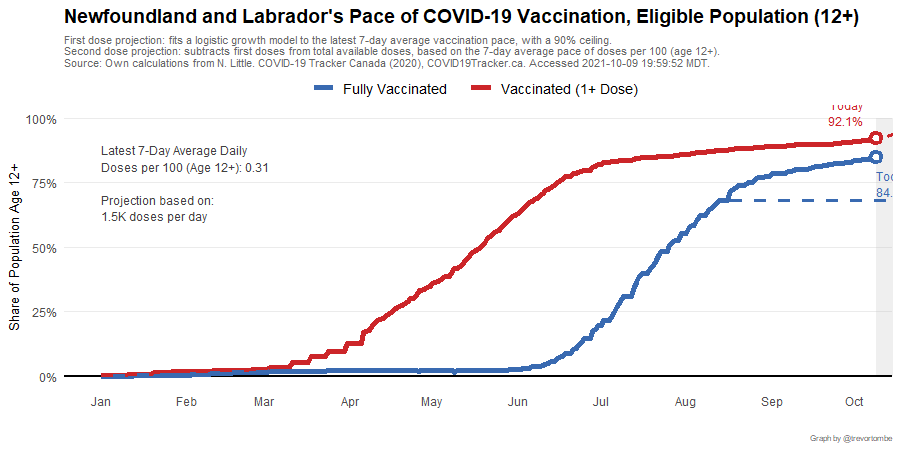 Newfoundland and Labrador's Pace of COVID-19 Vaccination, Eligible Population (12+)
First dose projection: fits a logistic growth model to the latest 7-day average vaccination pace, with a 90% ceiling.
Second dose projection: subtracts first doses from total available doses, based on the 7-day average pace of doses per 100 (age 12+).
Source: Own calculations from N. Little. COVID-19 Tracker Canada (2020), COVID19Tracker.ca. Accessed 2021-10-09 19:59:52 MDT.
Fully Vaccinated
Vaccinated (1+ Dose)
Today
92.1%
100%
Latest 7-Day Average Daily
Doses per 100 (Age 12+): 0.31
Projection based on:
1.5K doses per day
Too
84.
75%
50%
25%
0%
Share of Population Age 12+
Jan
Feb
Mar
Apr
May
Jun
Jul
Aug
Sep
Oct
Graph by @trevortombe